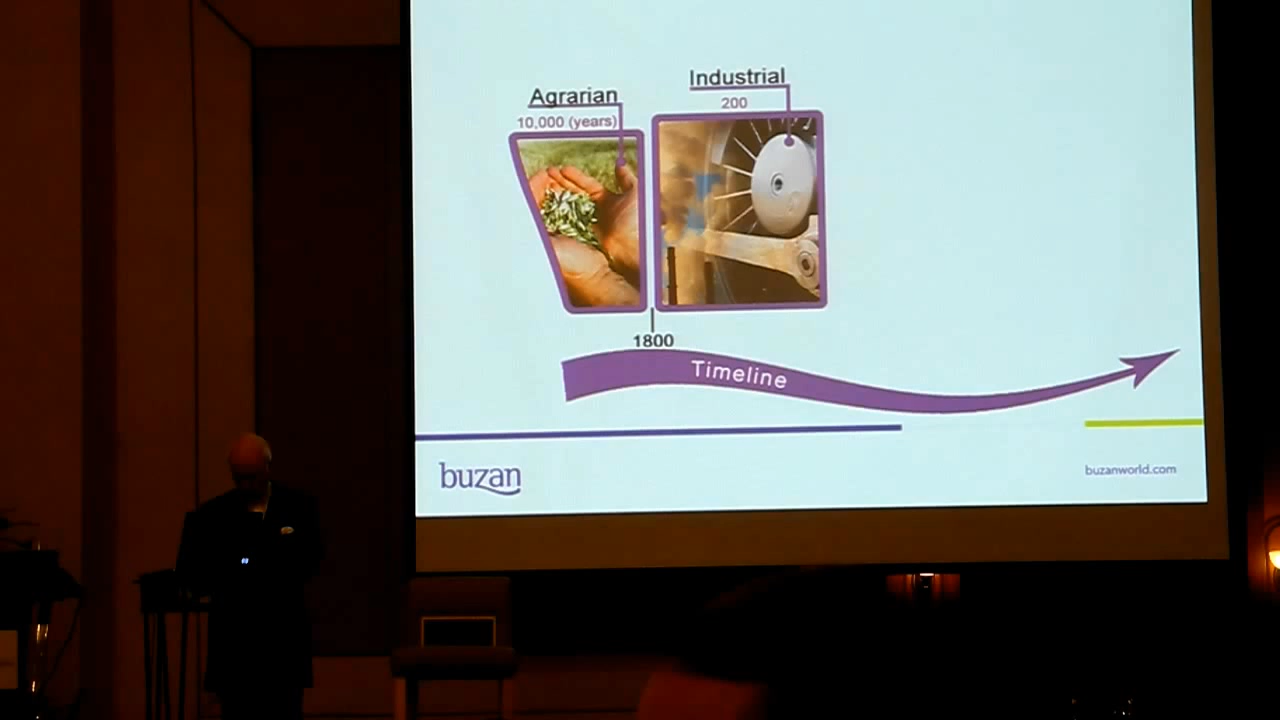 Industrial
200
Agrarian
10,000 (years)
1800
Timeline
buzan
buzanworld.com